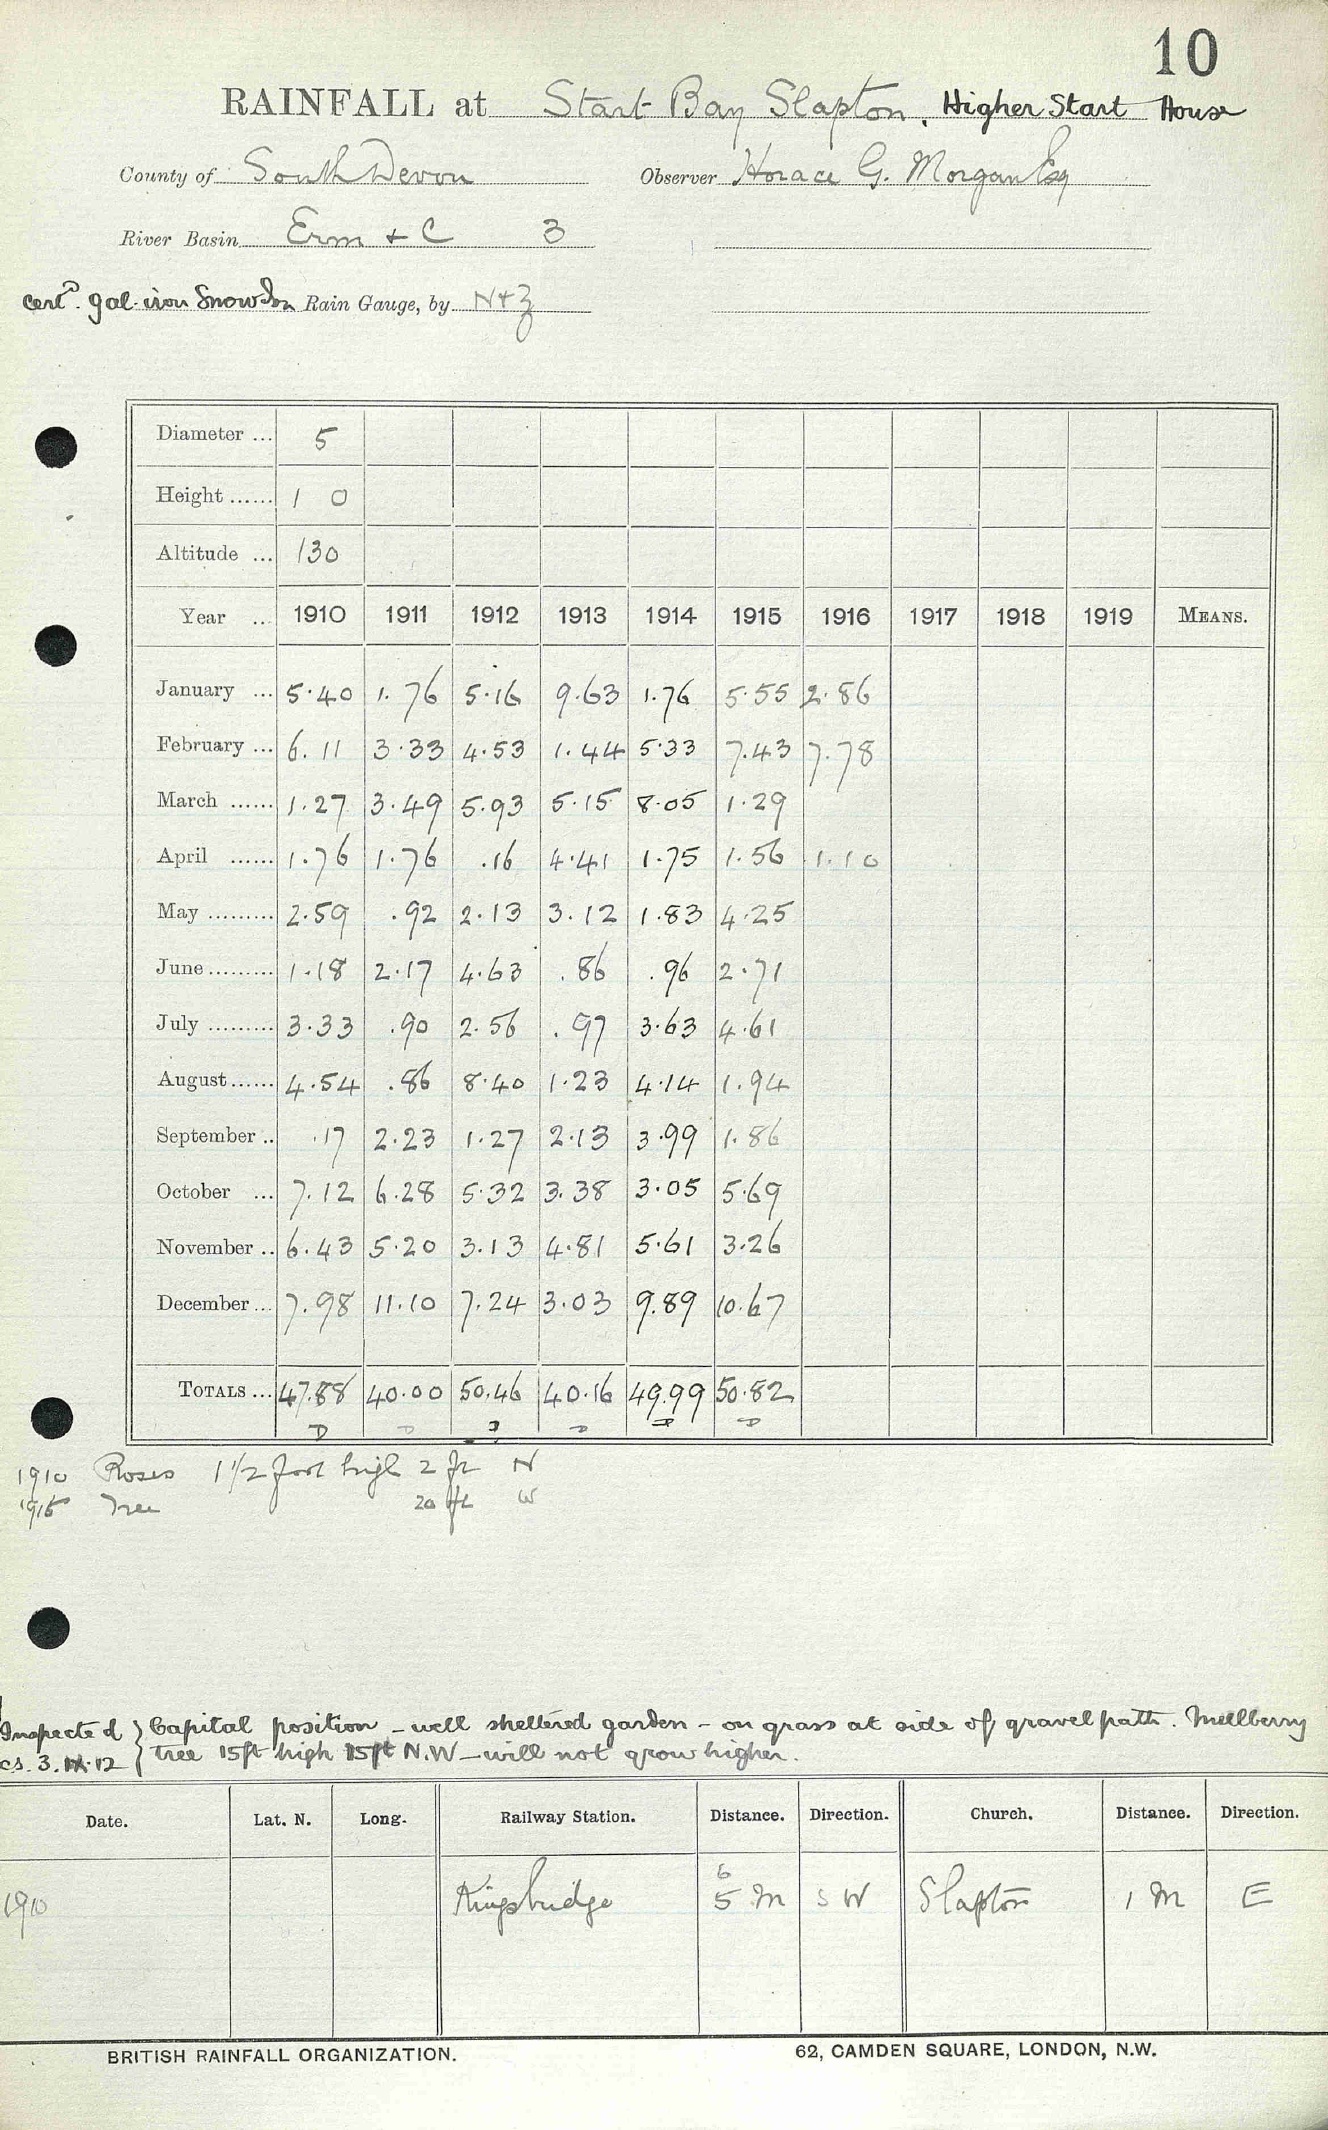 10
RAINFALL at Start Bay Slapton, Higher Start House
County of South Devon Observer Horace G. Morgan Esq
River Basin Erm + C 3
certd. gal. iron Snowdon Rain Gauge, by N+Z
Diameter ... 5
Height ...... 1 0
Altitude ... 130
Year ... 1910 1911 1912 1913 1914 1915 1916 1917 1918 1919 MEANS.
January ... 5.40 1.76 5.16 9.63 1.76 5.55 2.86
February ... 6.11 3.33 4.53 1.44 5.33 7.43 7.78
March ...... 1.27 3.49 5.93 5.15 8.05 1.29
April ...... 1.76 1.76 .16 4.41 1.75 1.56 1.10
May ......... 2.59 .92 2.13 3.12 1.83 4.25
June ......... 1.18 2.17 4.63 .86 .96 2.71
July ......... 3.33 .90 2.56 .97 3.63 4.61
August ...... 4.54 .86 8.40 1.23 4.14 1.94
September .. .17 2.23 1.27 2.13 3.99 1.86
October ... 7.12 6.28 5.32 3.38 3.05 5.69
November .. 6.43 5.20 3.13 4.81 5.61 3.26
December ... 7.98 11.10 7.24 3.03 9.89 10.67
TOTALS ... 47.88 40.00 50.46 40.16 49.99 50.82
D D D D D D
1910 Roses 1 1/2 foot high 2 ft N
1915 Tree 20 ft W
Inspected } Capital position - well sheltered garden - on grass at side of gravel path. Mullberry
cs. 3.IX.12 } tree 15ft high 15ft N.W - will not grow higher.
Date. Lat. N. Long. Railway Station. Distance. Direction. Church. Distance. Direction.
6
1910 Kingsbridge 5 M S W Slapton 1 M E
BRITISH RAINFALL ORGANIZATION. 62, CAMDEN SQUARE, LONDON, N.W.